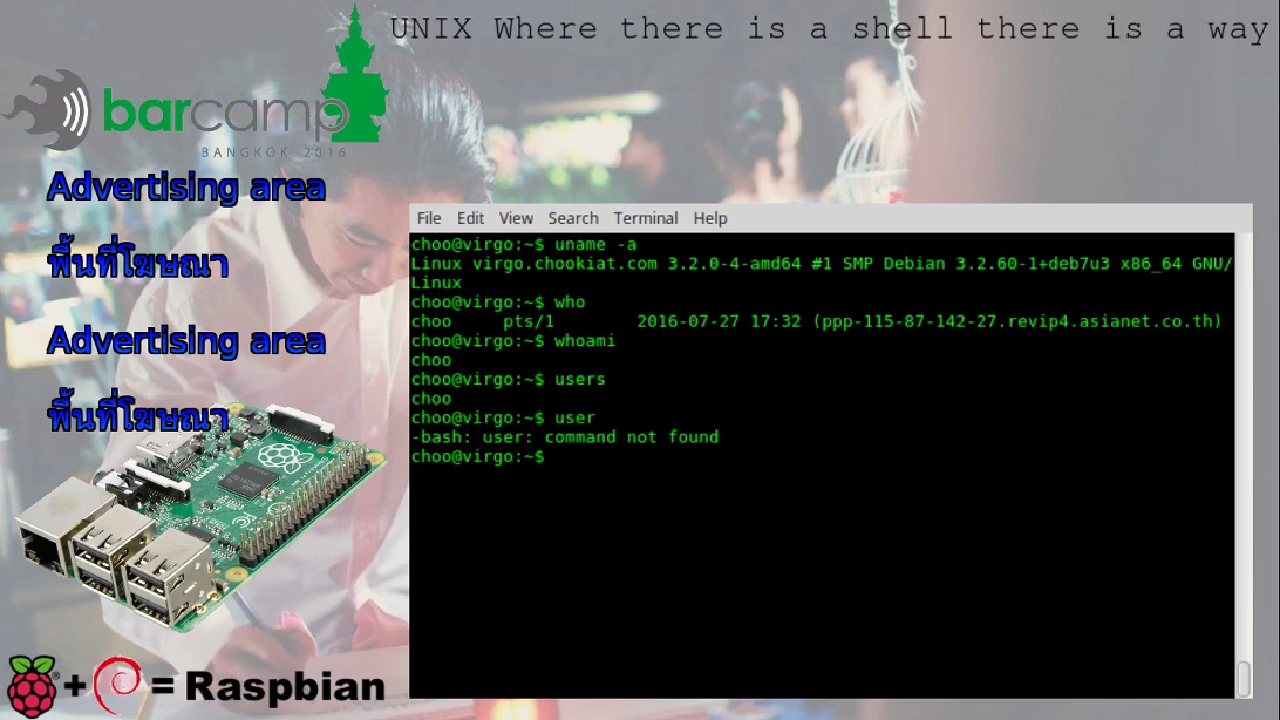 UNIX Where there is a shell there is a way
barcamp
BANGKOK 2016
Advertising area
พื้นที่โฆษณา
Advertising area
พื้นที่โฆษณา
File Edit View Search Terminal Help
choo@virgo:~$ uname -a
Linux virgo.chookiat.com 3.2.0-4-amd64 #1 SMP Debian 3.2.60-1+deb7u3 x86_64 GNU/
Linux
choo@virgo:~$ who
choo     pts/1        2016-07-27 17:32 (ppp-115-87-142-27.revip4.asianet.co.th)
choo@virgo:~$ whoami
choo
choo@virgo:~$ users
choo
choo@virgo:~$ user
-bash: user: command not found
choo@virgo:~$
+ = Raspbian